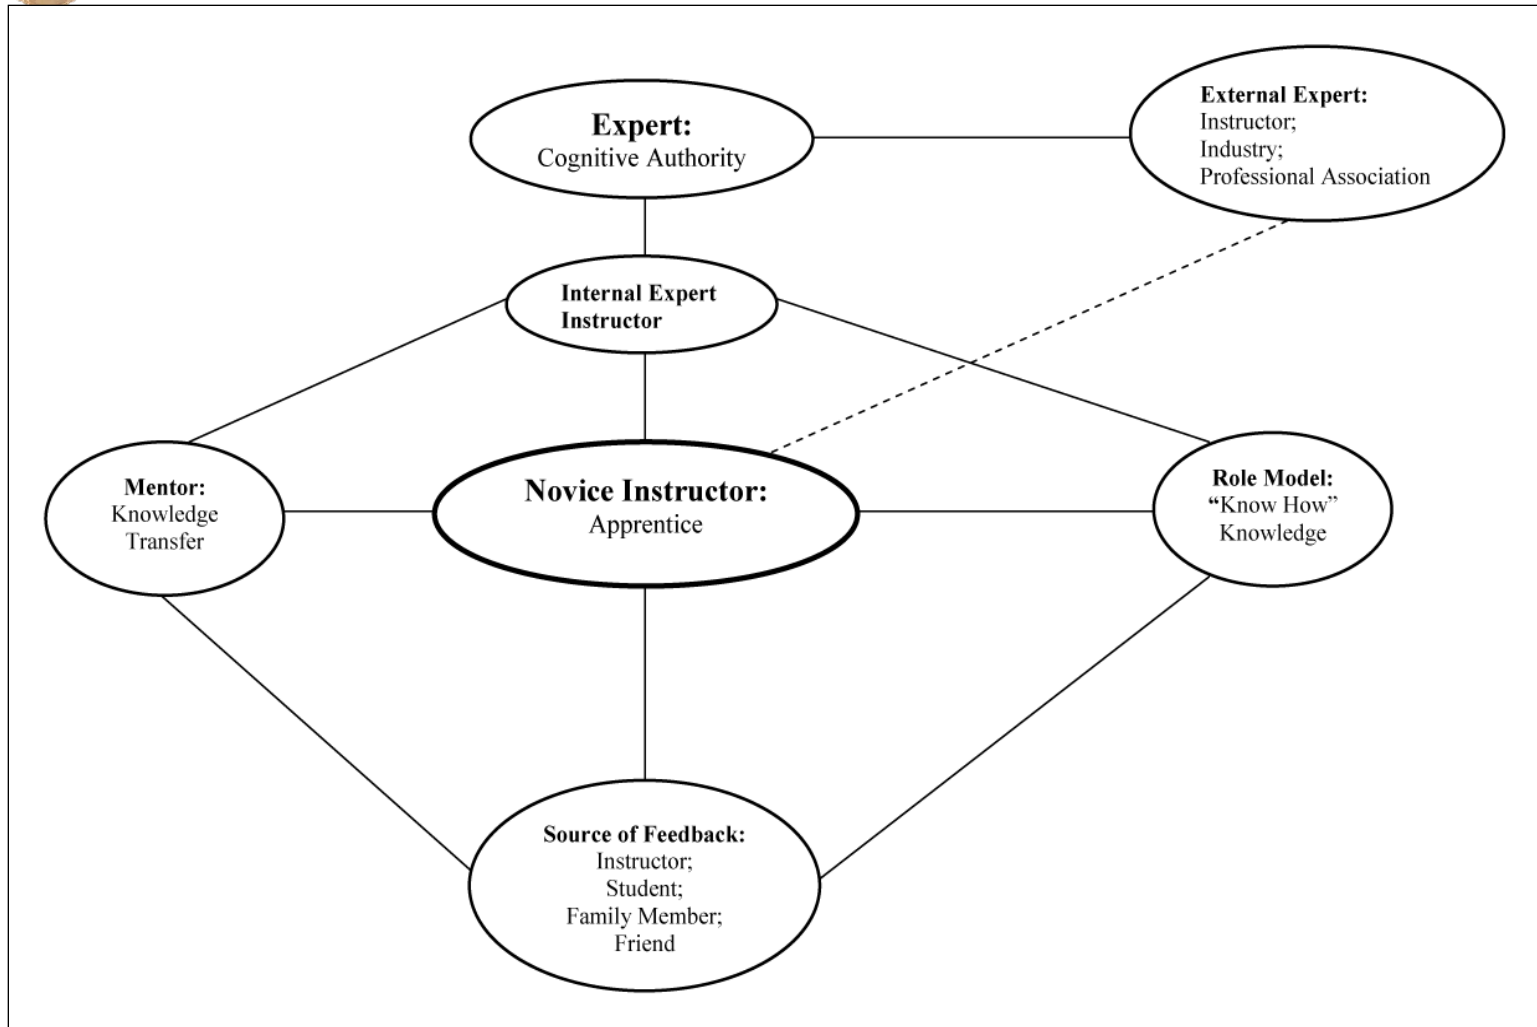 Expert:
Cognitive Authority
External Expert:
Instructor;
Industry;
Professional Association
Internal Expert
Instructor
Mentor:
Knowledge
Transfer
Novice Instructor:
Apprentice
Role Model:
“Know How”
Knowledge
Source of Feedback:
Instructor;
Student;
Family Member;
Friend